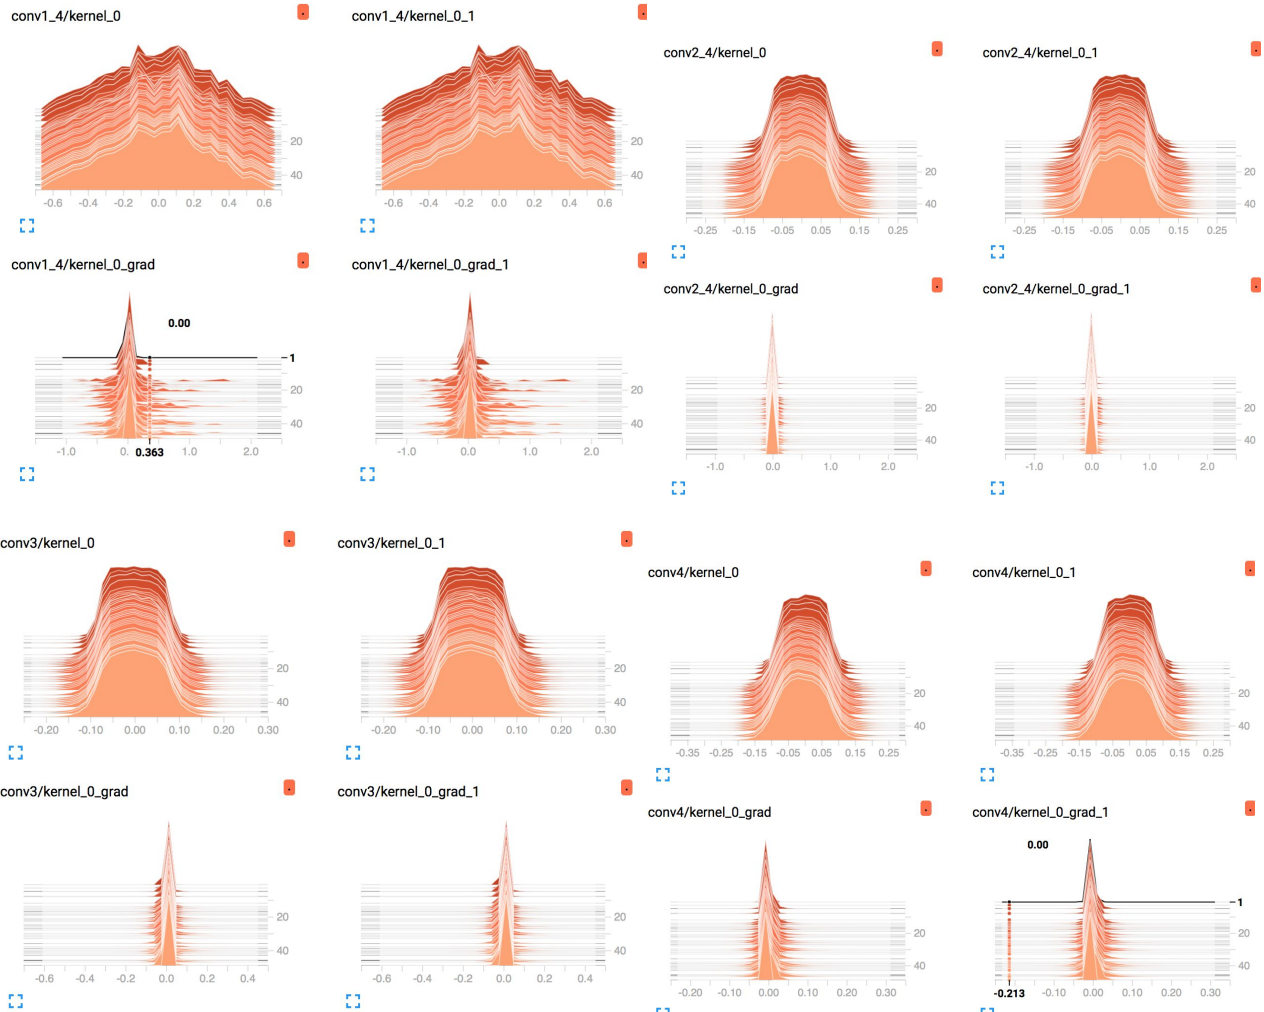 conv1_4/kernel_0
20
40
-0.6 -0.4 -0.2 0.0 0.2 0.4 0.6
conv1_4/kernel_0_1
20
40
-0.6 -0.4 -0.2 0.0 0.2 0.4 0.6
conv2_4/kernel_0
20
40
-0.25 -0.15 -0.05 0.05 0.15 0.25
conv2_4/kernel_0_1
20
40
-0.25 -0.15 -0.05 0.05 0.15 0.25
conv1_4/kernel_0_grad
0.00
1
20
40
-1.0 0. 1.0 2.0
0.363
conv1_4/kernel_0_grad_1
20
40
-1.0 0.0 1.0 2.0
conv2_4/kernel_0_grad
20
40
-1.0 0.0 1.0 2.0
conv2_4/kernel_0_grad_1
20
40
-1.0 0.0 1.0 2.0
conv3/kernel_0
20
40
-0.20 -0.10 0.00 0.10 0.20 0.30
conv3/kernel_0_1
20
40
-0.20 -0.10 0.00 0.10 0.20 0.30
conv4/kernel_0
20
40
-0.35 -0.25 -0.15 -0.05 0.05 0.15 0.25
conv4/kernel_0_1
20
40
-0.35 -0.25 -0.15 -0.05 0.05 0.15 0.25
conv3/kernel_0_grad
20
40
-0.6 -0.4 -0.2 0.0 0.2 0.4
conv3/kernel_0_grad_1
20
40
-0.6 -0.4 -0.2 0.0 0.2 0.4
conv4/kernel_0_grad
20
40
-0.20 -0.10 0.00 0.10 0.20 0.30
conv4/kernel_0_grad_1
0.00
1
20
40
-0.213 -0.10 0.00 0.10 0.20 0.30